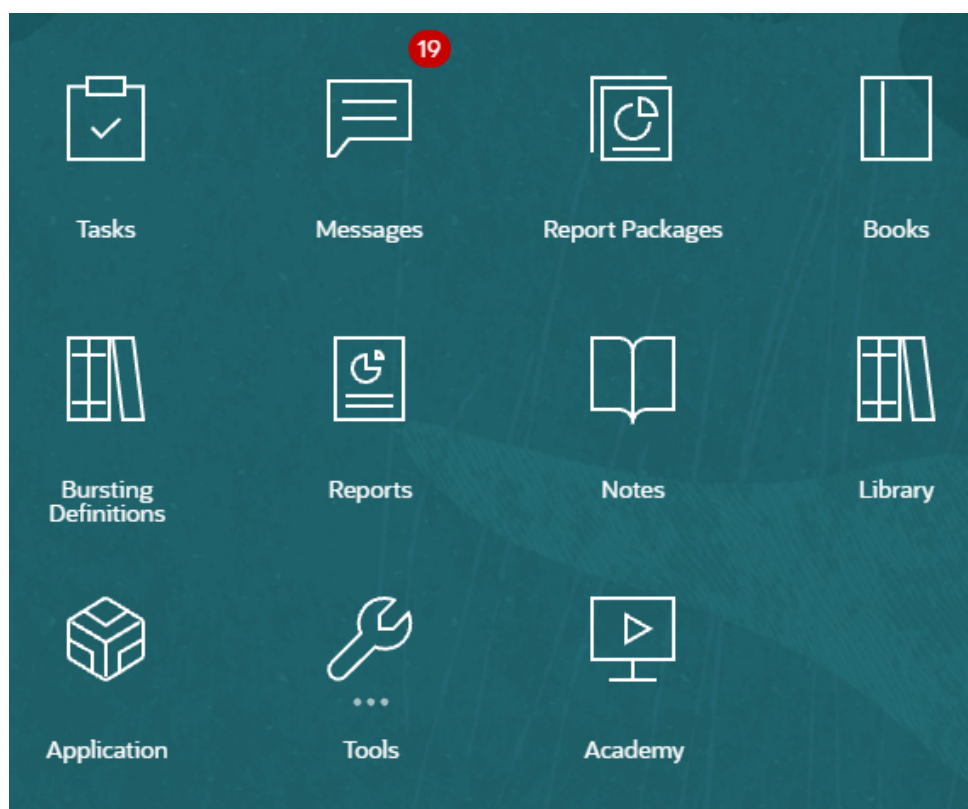 19
Tasks
Messages
Report Packages
Books
Bursting
Definitions
Reports
Notes
Library
Application
Tools
Academy